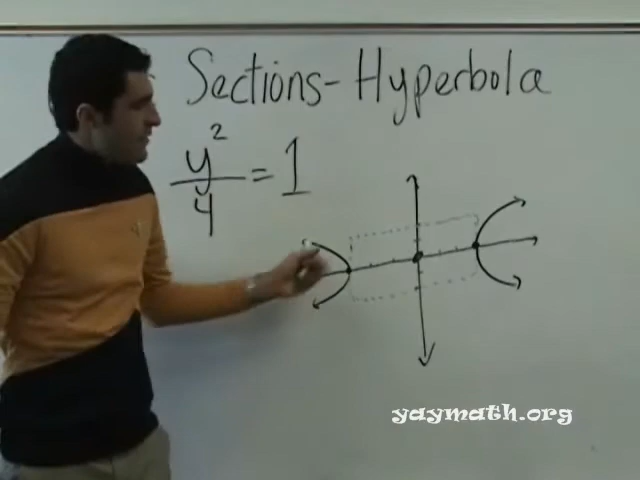 Sections-Hyperbola
y²/4 = 1
yaymath.org